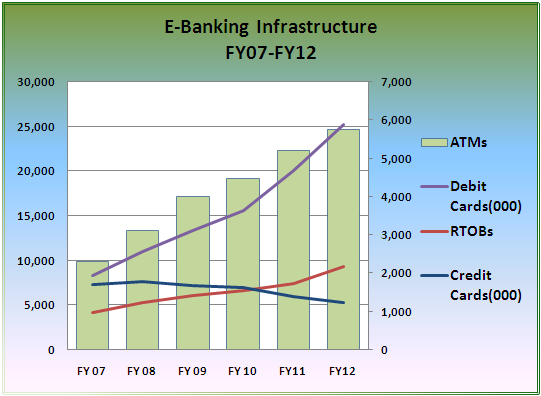 E-Banking Infrastructure
FY07-FY12
30,000
25,000
20,000
15,000
10,000
5,000
0
7,000
6,000
5,000
4,000
3,000
2,000
1,000
0
FY 07
FY 08
FY 09
FY 10
FY11
FY12
ATMs
Debit
Cards(000)
RTOBs
Credit
Cards(000)